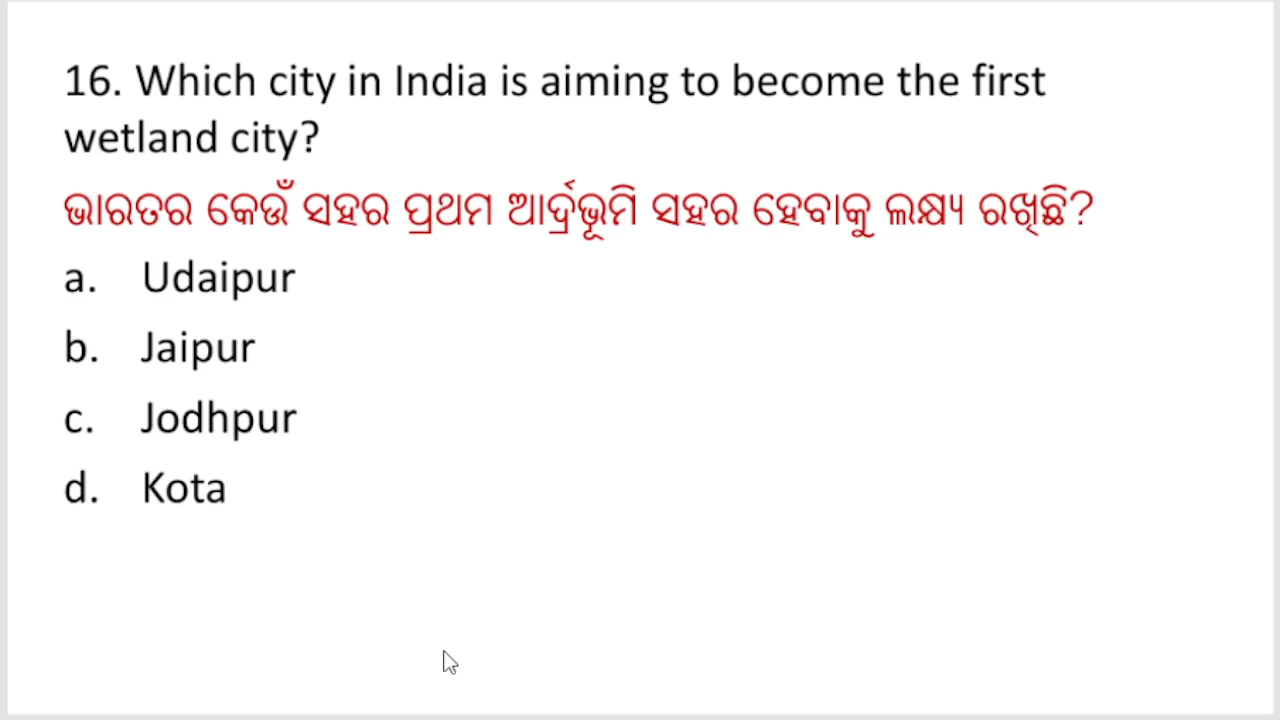 16. Which city in India is aiming to become the first
wetland city?
ଭାରତର କେଉଁ ସହର ପ୍ରଥମ ଆର୍ଦ୍ରଭୂମି ସହର ହେବାକୁ ଲକ୍ଷ୍ୟ ରଖିଛି?
a. Udaipur
b. Jaipur
c. Jodhpur
d. Kota